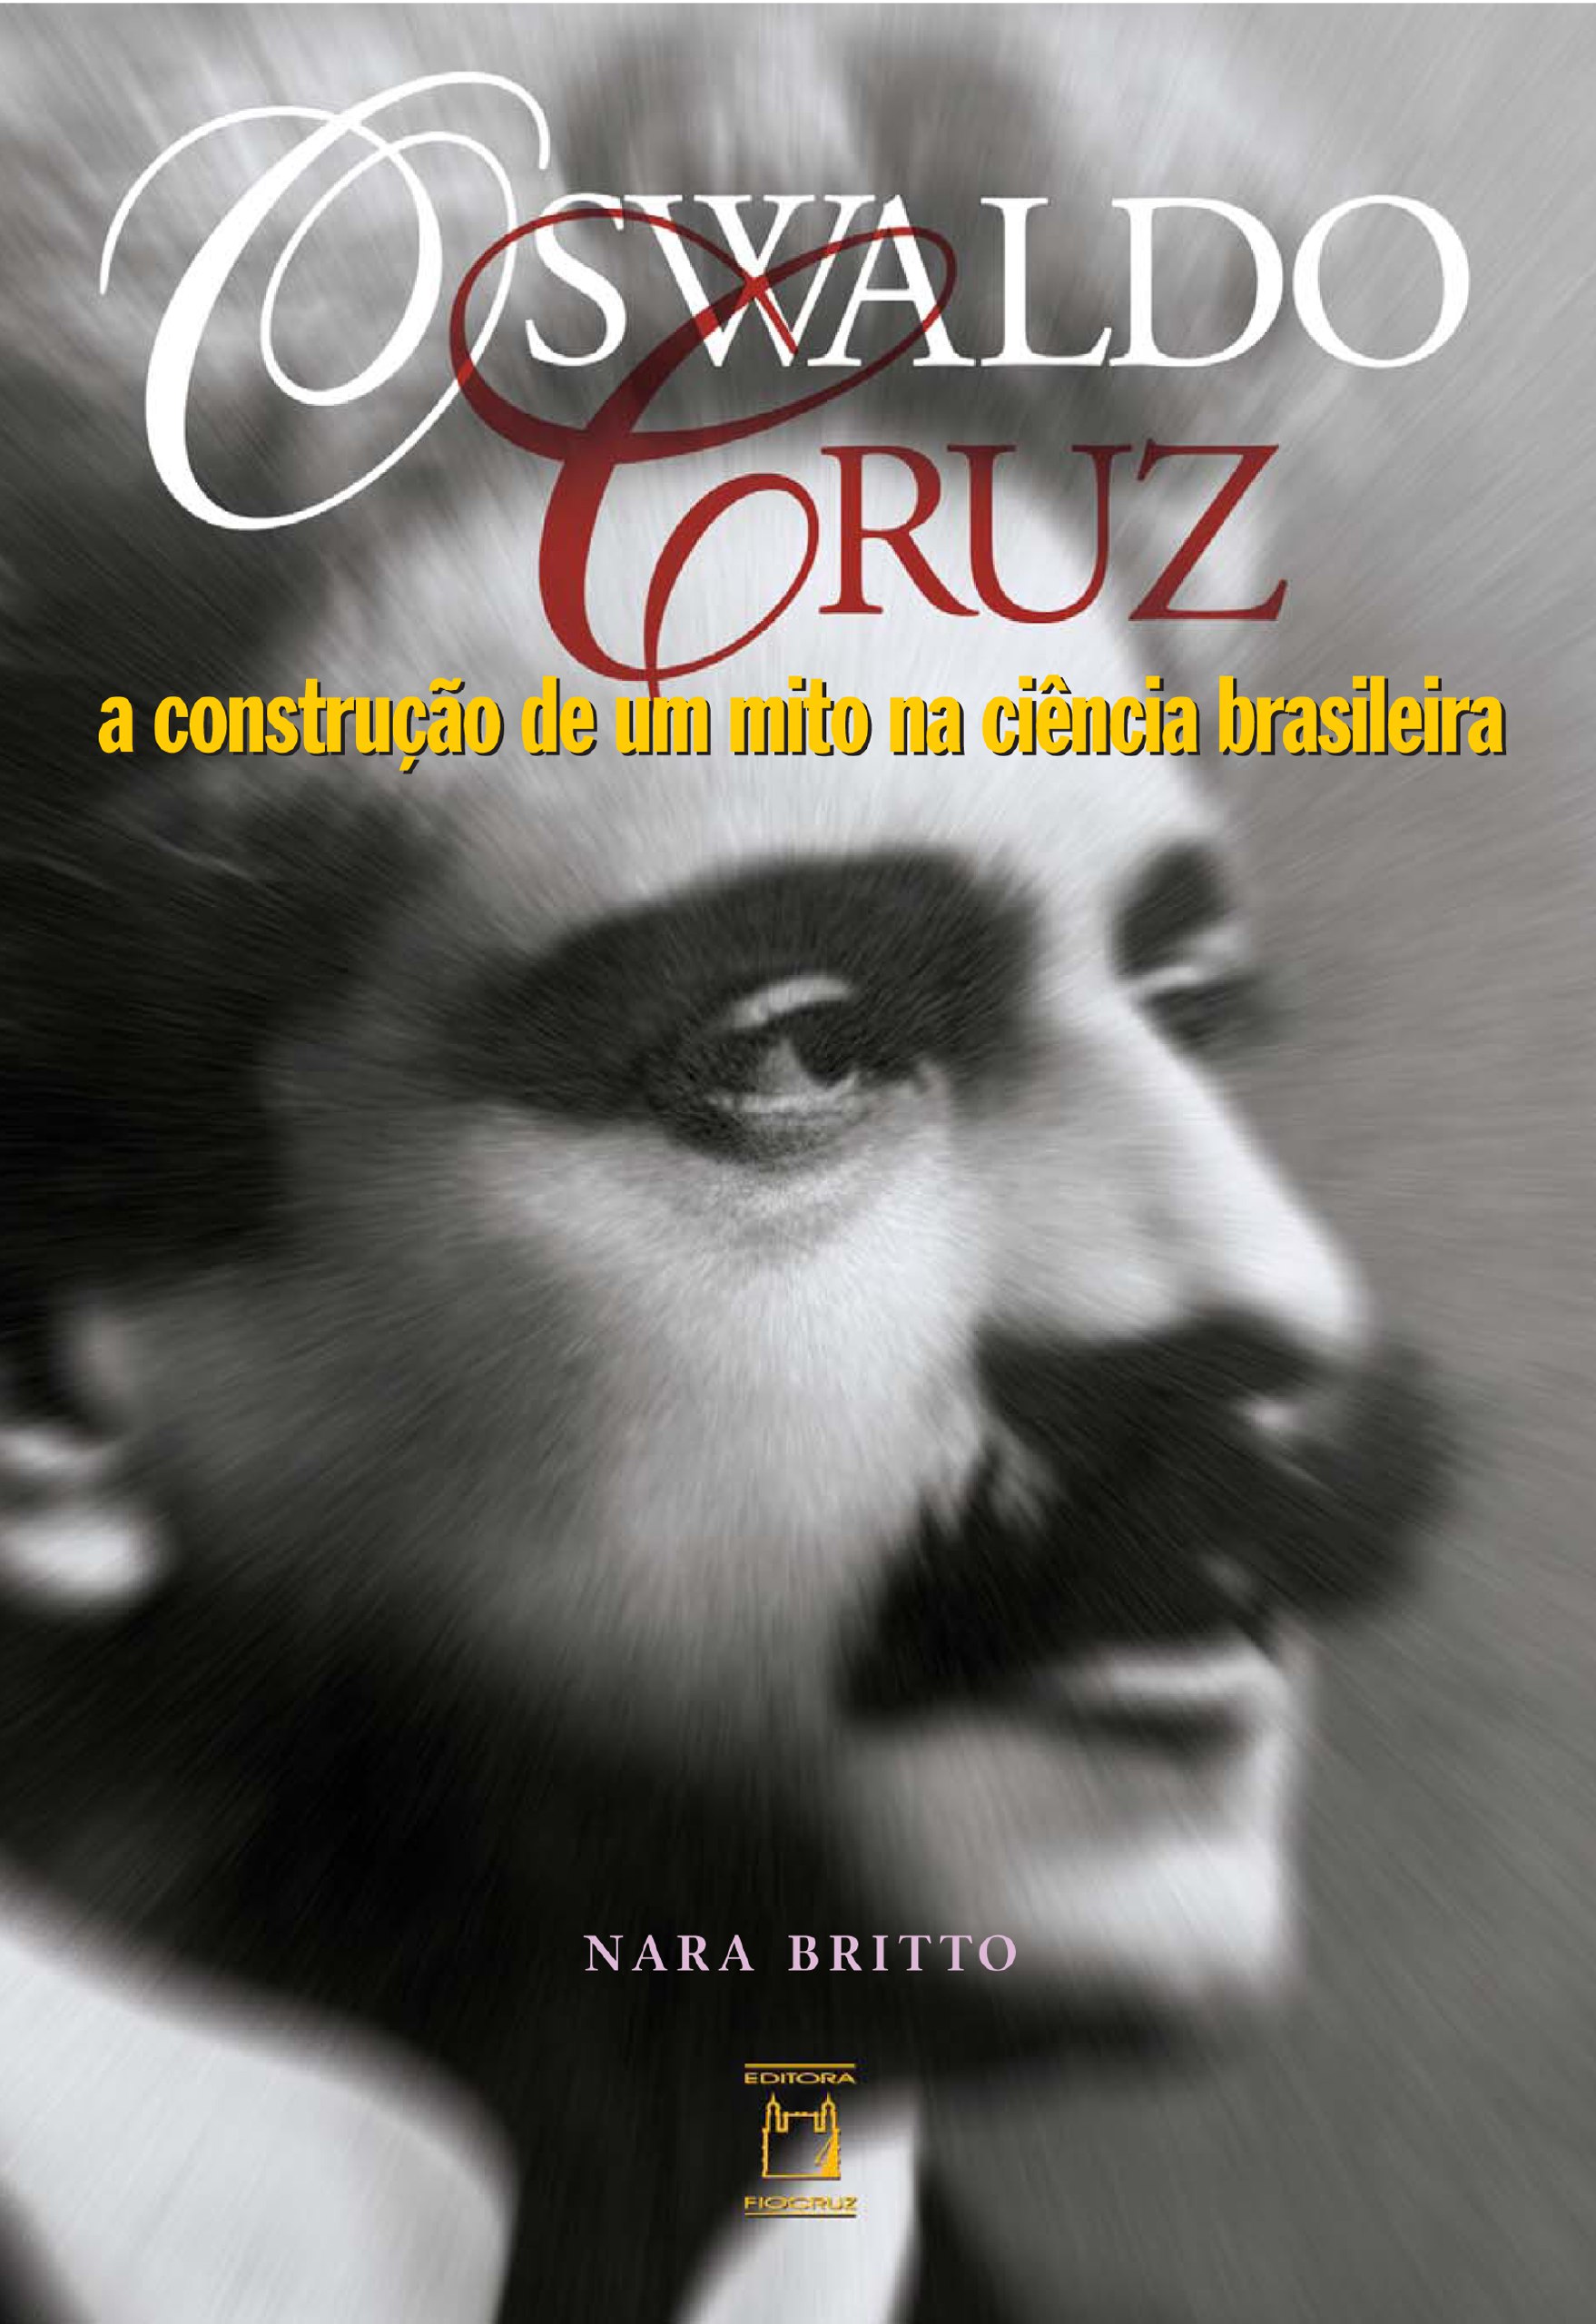 OSWALDO
CRUZ
a construção de um mito na ciência brasileira
NARA BRITTO
EDITORA
FIOCRUZ